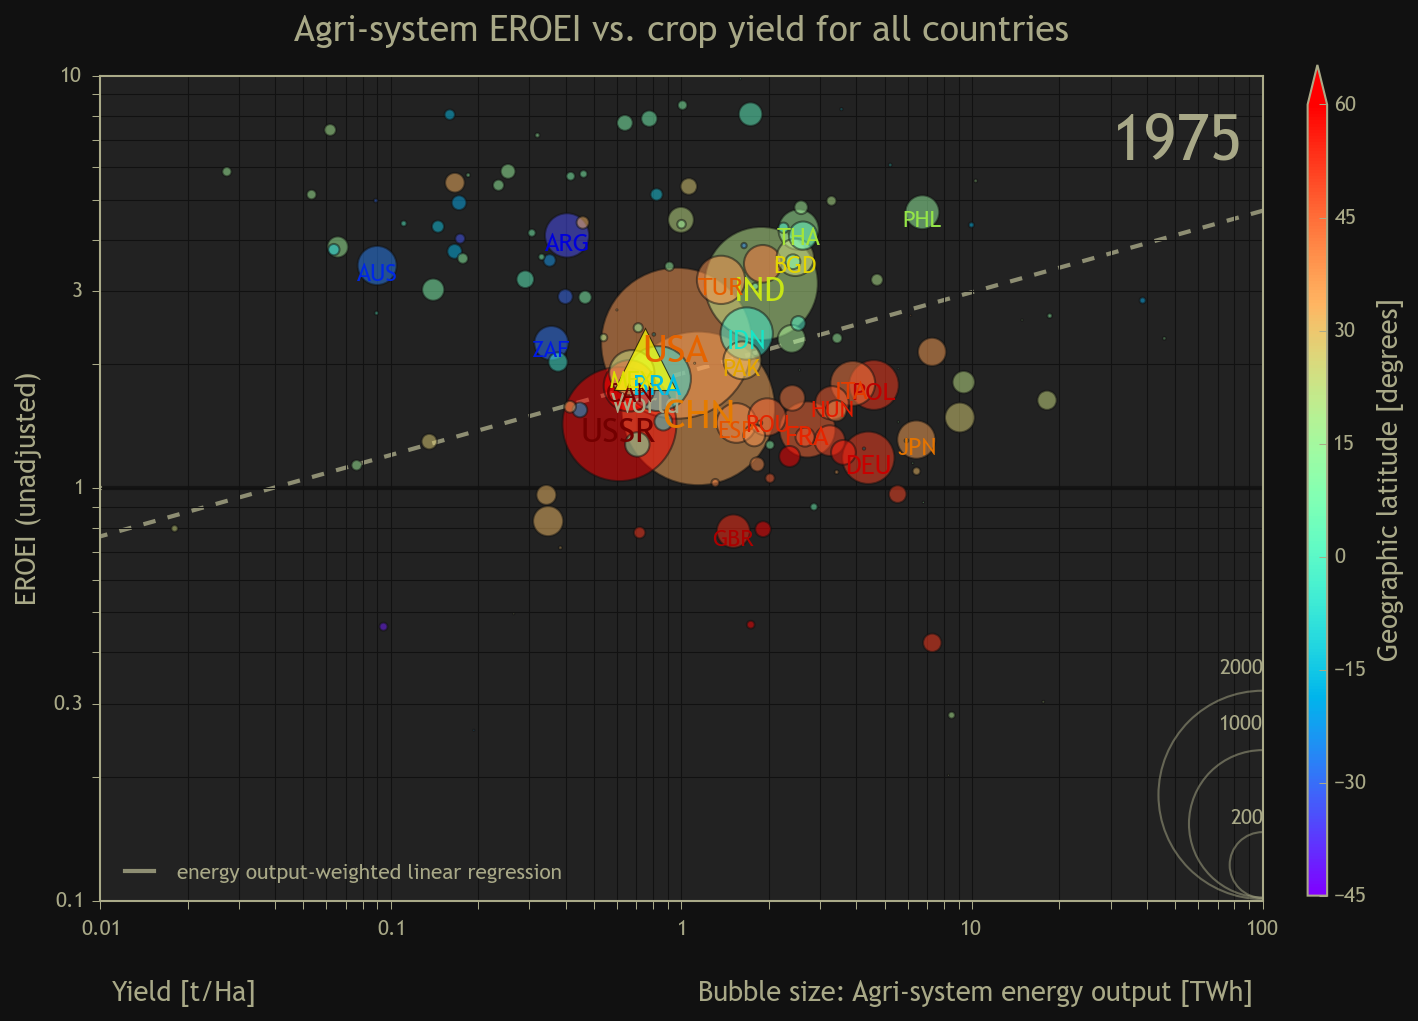 Agri-system EROEI vs. crop yield for all countries
1975
10
3
1
0.3
0.1
EROEI (unadjusted)
0.01
0.1
1
10
100
Yield [t/Ha]
Bubble size: Agri-system energy output [TWh]
energy output-weighted linear regression
2000
1000
200
60
45
30
15
0
−15
−30
−45
Geographic latitude [degrees]
PHL
THA
ARG
BGD
AUS
TUR
IND
IDN
ZAF
USA
PAK
BRA
CAN
World
CHN
USSR
ESP
ROU
FRA
HUN
ITA
POL
JPN
DEU
GBR